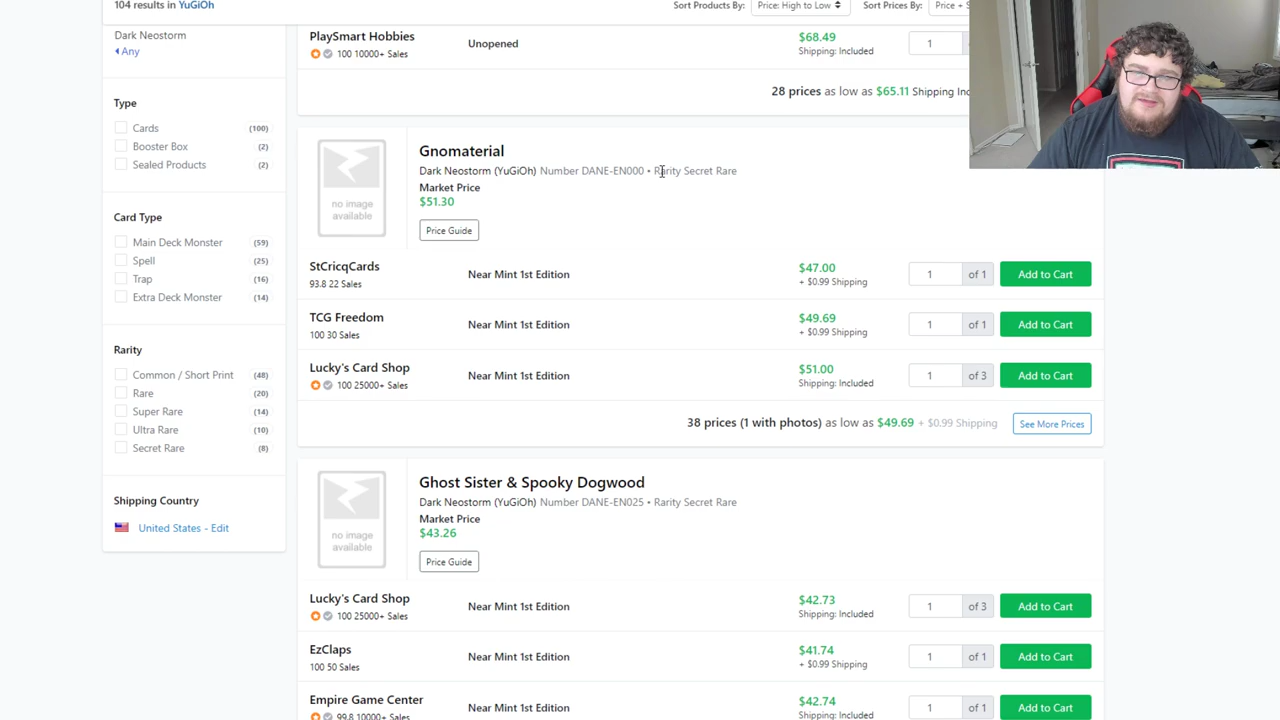 104 results in YuGiOh
Sort Products By: Price: High to Low Sort Prices By: Price + S
Dark Neostorm
Any
Type
Cards (100)
Booster Box (2)
Sealed Products (2)
Card Type
Main Deck Monster (59)
Spell (25)
Trap (16)
Extra Deck Monster (14)
Rarity
Common / Short Print (48)
Rare (20)
Super Rare (14)
Ultra Rare (10)
Secret Rare (8)
Shipping Country
United States - Edit
PlaySmart Hobbies Unopened $68.49 1
100 10000+ Sales Shipping: Included
28 prices as low as $65.11 Shipping Inc
no image available
Gnomaterial
Dark Neostorm (YuGiOh) Number DANE-EN000 • Rarity Secret Rare
Market Price
$51.30
Price Guide
StCricqCards Near Mint 1st Edition $47.00 1 of 1 Add to Cart
93.8 22 Sales + $0.99 Shipping
TCG Freedom Near Mint 1st Edition $49.69 1 of 1 Add to Cart
100 30 Sales + $0.99 Shipping
Lucky's Card Shop Near Mint 1st Edition $51.00 1 of 3 Add to Cart
100 25000+ Sales Shipping: Included
38 prices (1 with photos) as low as $49.69 + $0.99 Shipping See More Prices
no image available
Ghost Sister & Spooky Dogwood
Dark Neostorm (YuGiOh) Number DANE-EN025 • Rarity Secret Rare
Market Price
$43.26
Price Guide
Lucky's Card Shop Near Mint 1st Edition $42.73 1 of 3 Add to Cart
100 25000+ Sales Shipping: Included
EzClaps Near Mint 1st Edition $41.74 1 of 1 Add to Cart
100 50 Sales + $0.99 Shipping
Empire Game Center Near Mint 1st Edition $42.74 1 of 1 Add to Cart
99.8 10000+ Sales Shipping: Included